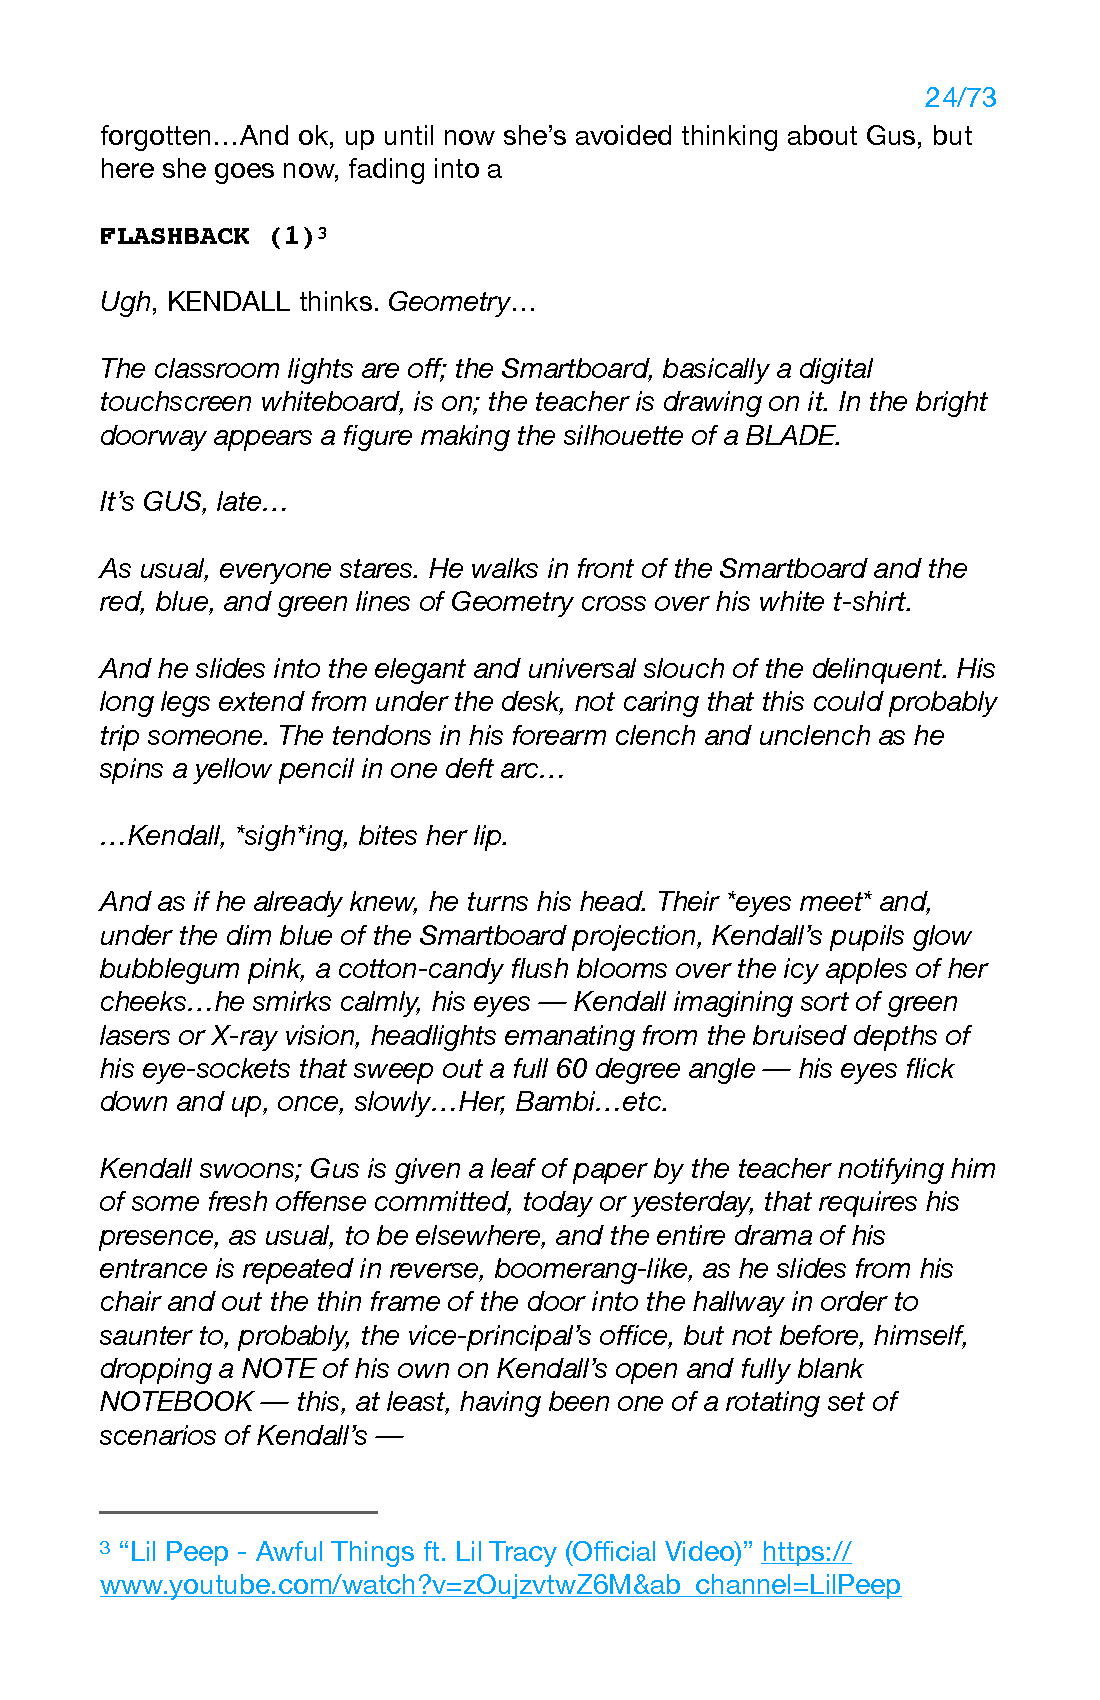 24/73
forgotten…And ok, up until now she’s avoided thinking about Gus, but
here she goes now, fading into a
FLASHBACK (1)³
Ugh, KENDALL thinks. Geometry…
The classroom lights are off; the Smartboard, basically a digital
touchscreen whiteboard, is on; the teacher is drawing on it. In the bright
doorway appears a figure making the silhouette of a BLADE.
It’s GUS, late…
As usual, everyone stares. He walks in front of the Smartboard and the
red, blue, and green lines of Geometry cross over his white t-shirt.
And he slides into the elegant and universal slouch of the delinquent. His
long legs extend from under the desk, not caring that this could probably
trip someone. The tendons in his forearm clench and unclench as he
spins a yellow pencil in one deft arc…
…Kendall, *sigh*ing, bites her lip.
And as if he already knew, he turns his head. Their *eyes meet* and,
under the dim blue of the Smartboard projection, Kendall’s pupils glow
bubblegum pink, a cotton-candy flush blooms over the icy apples of her
cheeks…he smirks calmly, his eyes — Kendall imagining sort of green
lasers or X-ray vision, headlights emanating from the bruised depths of
his eye-sockets that sweep out a full 60 degree angle — his eyes flick
down and up, once, slowly…Her, Bambi…etc.
Kendall swoons; Gus is given a leaf of paper by the teacher notifying him
of some fresh offense committed, today or yesterday, that requires his
presence, as usual, to be elsewhere, and the entire drama of his
entrance is repeated in reverse, boomerang-like, as he slides from his
chair and out the thin frame of the door into the hallway in order to
saunter to, probably, the vice-principal’s office, but not before, himself,
dropping a NOTE of his own on Kendall’s open and fully blank
NOTEBOOK — this, at least, having been one of a rotating set of
scenarios of Kendall’s —
³ “Lil Peep - Awful Things ft. Lil Tracy (Official Video)” https://
www.youtube.com/watch?v=zOujzvtwZ6M&ab_channel=LilPeep